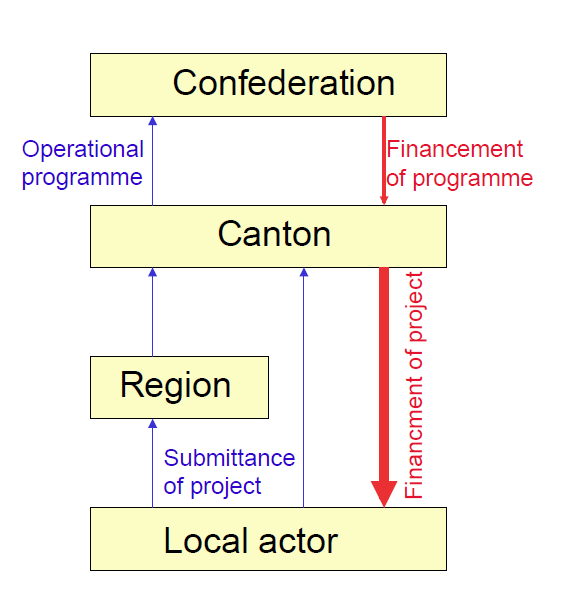 Confederation
Operational
programme
Financement
of programme
Canton
Financment of project
Region
Submittance
of project
Local actor